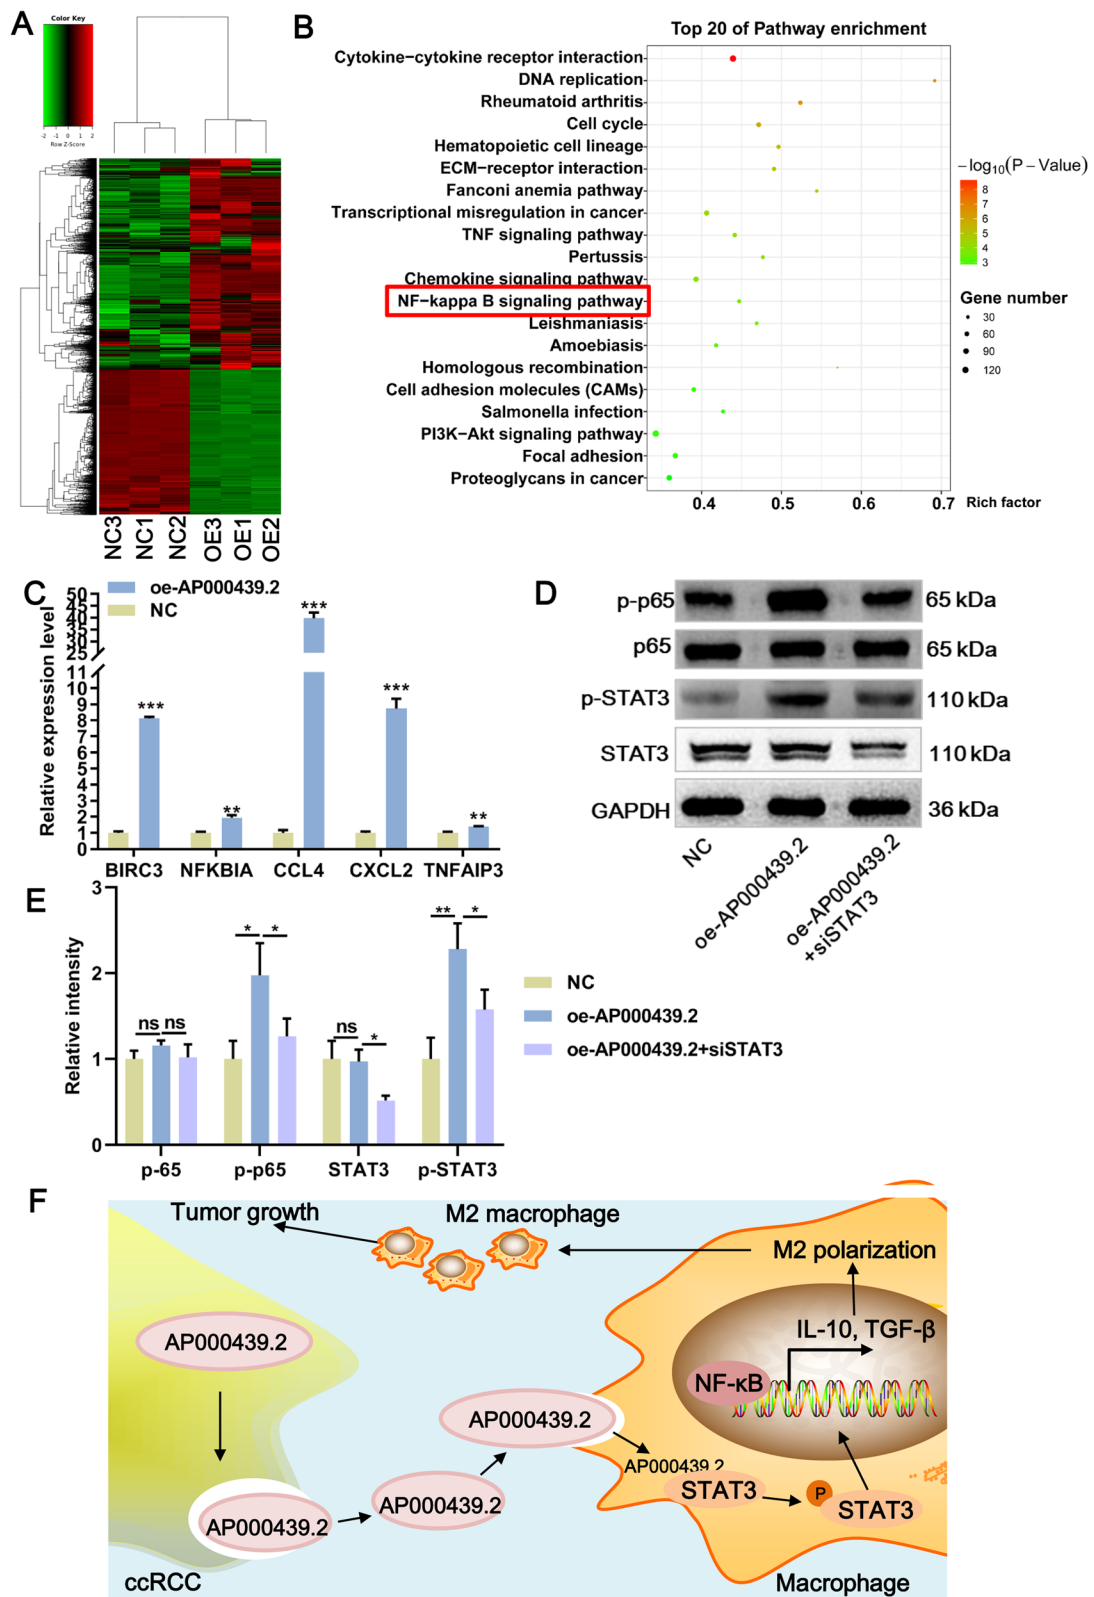 A
Color Key
-2 -1 0 1 2
Row Z-Score
NC3 NC1 NC2 OE3 OE1 OE2
B
Top 20 of Pathway enrichment
Cytokine−cytokine receptor interaction
DNA replication
Rheumatoid arthritis
Cell cycle
Hematopoietic cell lineage
ECM−receptor interaction
Fanconi anemia pathway
Transcriptional misregulation in cancer
TNF signaling pathway
Pertussis
Chemokine signaling pathway
NF−kappa B signaling pathway
Leishmaniasis
Amoebiasis
Homologous recombination
Cell adhesion molecules (CAMs)
Salmonella infection
PI3K−Akt signaling pathway
Focal adhesion
Proteoglycans in cancer
0.4 0.5 0.6 0.7
Rich factor
−log10(P−Value)
8
7
6
5
4
3
Gene number
30
60
90
120
C
oe-AP000439.2
NC
Relative expression level
50
45
40
35
30
25
11
10
9
8
7
6
5
4
3
2
1
0
*** ** *** *** **
BIRC3 NFKBIA CCL4 CXCL2 TNFAIP3
D
p-p65 65 kDa
p65 65 kDa
p-STAT3 110 kDa
STAT3 110 kDa
GAPDH 36 kDa
NC
oe-AP000439.2
oe-AP000439.2
+siSTAT3
E
Relative intensity
3
2
1
0
ns ns * * ns * ** *
p-65 p-p65 STAT3 p-STAT3
NC
oe-AP000439.2
oe-AP000439.2+siSTAT3
F
Tumor growth
M2 macrophage
M2 polarization
IL-10, TGF-β
NF-κB
AP000439.2
AP000439.2
AP000439.2
AP000439.2
AP000439.2
STAT3
P
STAT3
ccRCC
Macrophage